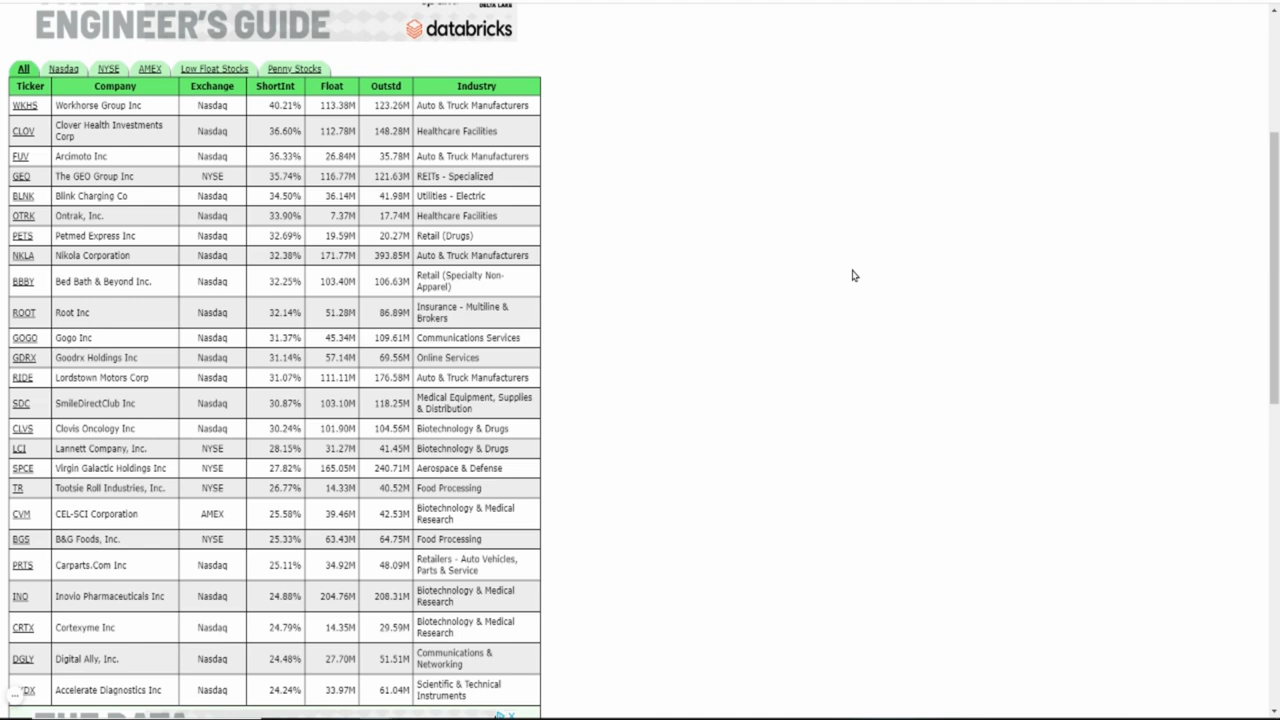 ENGINEER'S GUIDE
DELTA LAKE
databricks
All Nasdaq NYSE AMEX Low Float Stocks Penny Stocks
Ticker Company Exchange ShortInt Float Outstd Industry
WKHS Workhorse Group Inc Nasdaq 40.21% 113.38M 123.26M Auto & Truck Manufacturers
CLOV Clover Health Investments Corp Nasdaq 36.60% 112.78M 148.28M Healthcare Facilities
FUV Arcimoto Inc Nasdaq 36.33% 26.84M 35.78M Auto & Truck Manufacturers
GEO The GEO Group Inc NYSE 35.74% 116.77M 121.63M REITs - Specialized
BLNK Blink Charging Co Nasdaq 34.50% 36.14M 41.98M Utilities - Electric
OTRK Ontrak, Inc. Nasdaq 33.90% 7.37M 17.74M Healthcare Facilities
PETS Petmed Express Inc Nasdaq 32.69% 19.59M 20.27M Retail (Drugs)
NKLA Nikola Corporation Nasdaq 32.38% 171.77M 393.85M Auto & Truck Manufacturers
BBBY Bed Bath & Beyond Inc. Nasdaq 32.25% 103.40M 106.63M Retail (Specialty Non-Apparel)
ROOT Root Inc Nasdaq 32.14% 51.28M 86.89M Insurance - Multiline & Brokers
GOGO Gogo Inc Nasdaq 31.37% 45.34M 109.61M Communications Services
GDRX Goodrx Holdings Inc Nasdaq 31.14% 57.14M 69.56M Online Services
RIDE Lordstown Motors Corp Nasdaq 31.07% 111.11M 176.58M Auto & Truck Manufacturers
SDC SmileDirectClub Inc Nasdaq 30.87% 103.10M 118.25M Medical Equipment, Supplies & Distribution
CLVS Clovis Oncology Inc Nasdaq 30.24% 101.90M 104.56M Biotechnology & Drugs
LCI Lannett Company, Inc. NYSE 28.15% 31.27M 41.45M Biotechnology & Drugs
SPCE Virgin Galactic Holdings Inc NYSE 27.82% 165.05M 240.71M Aerospace & Defense
TR Tootsie Roll Industries, Inc. NYSE 26.77% 14.33M 40.52M Food Processing
CVM CEL-SCI Corporation AMEX 25.58% 39.46M 42.53M Biotechnology & Medical Research
BGS B&G Foods, Inc. NYSE 25.33% 63.43M 64.75M Food Processing
PRTS Carparts.Com Inc Nasdaq 25.11% 34.92M 48.09M Retailers - Auto Vehicles, Parts & Service
INO Inovio Pharmaceuticals Inc Nasdaq 24.88% 204.76M 208.31M Biotechnology & Medical Research
CRTX Cortexyme Inc Nasdaq 24.79% 14.35M 29.59M Biotechnology & Medical Research
DGLY Digital Ally, Inc. Nasdaq 24.48% 27.70M 51.51M Communications & Networking
DX Accelerate Diagnostics Inc Nasdaq 24.24% 33.97M 61.04M Scientific & Technical Instruments
THE DATA